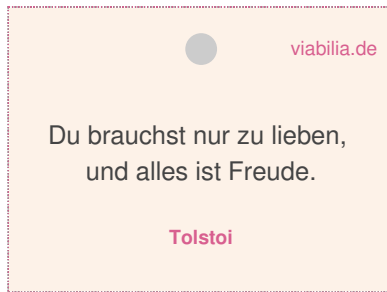 viabilia.de
Du brauchst nur zu lieben,
und alles ist Freude.
Tolstoi